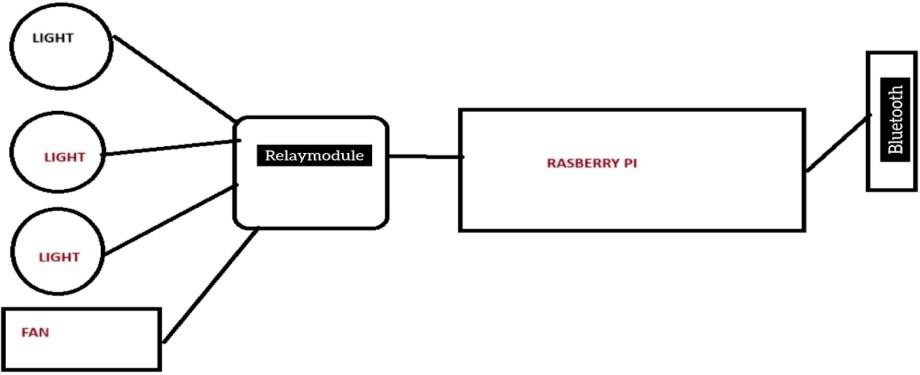 LIGHT
LIGHT
LIGHT
FAN
Relaymodule
RASBERRY PI
Bluetooth